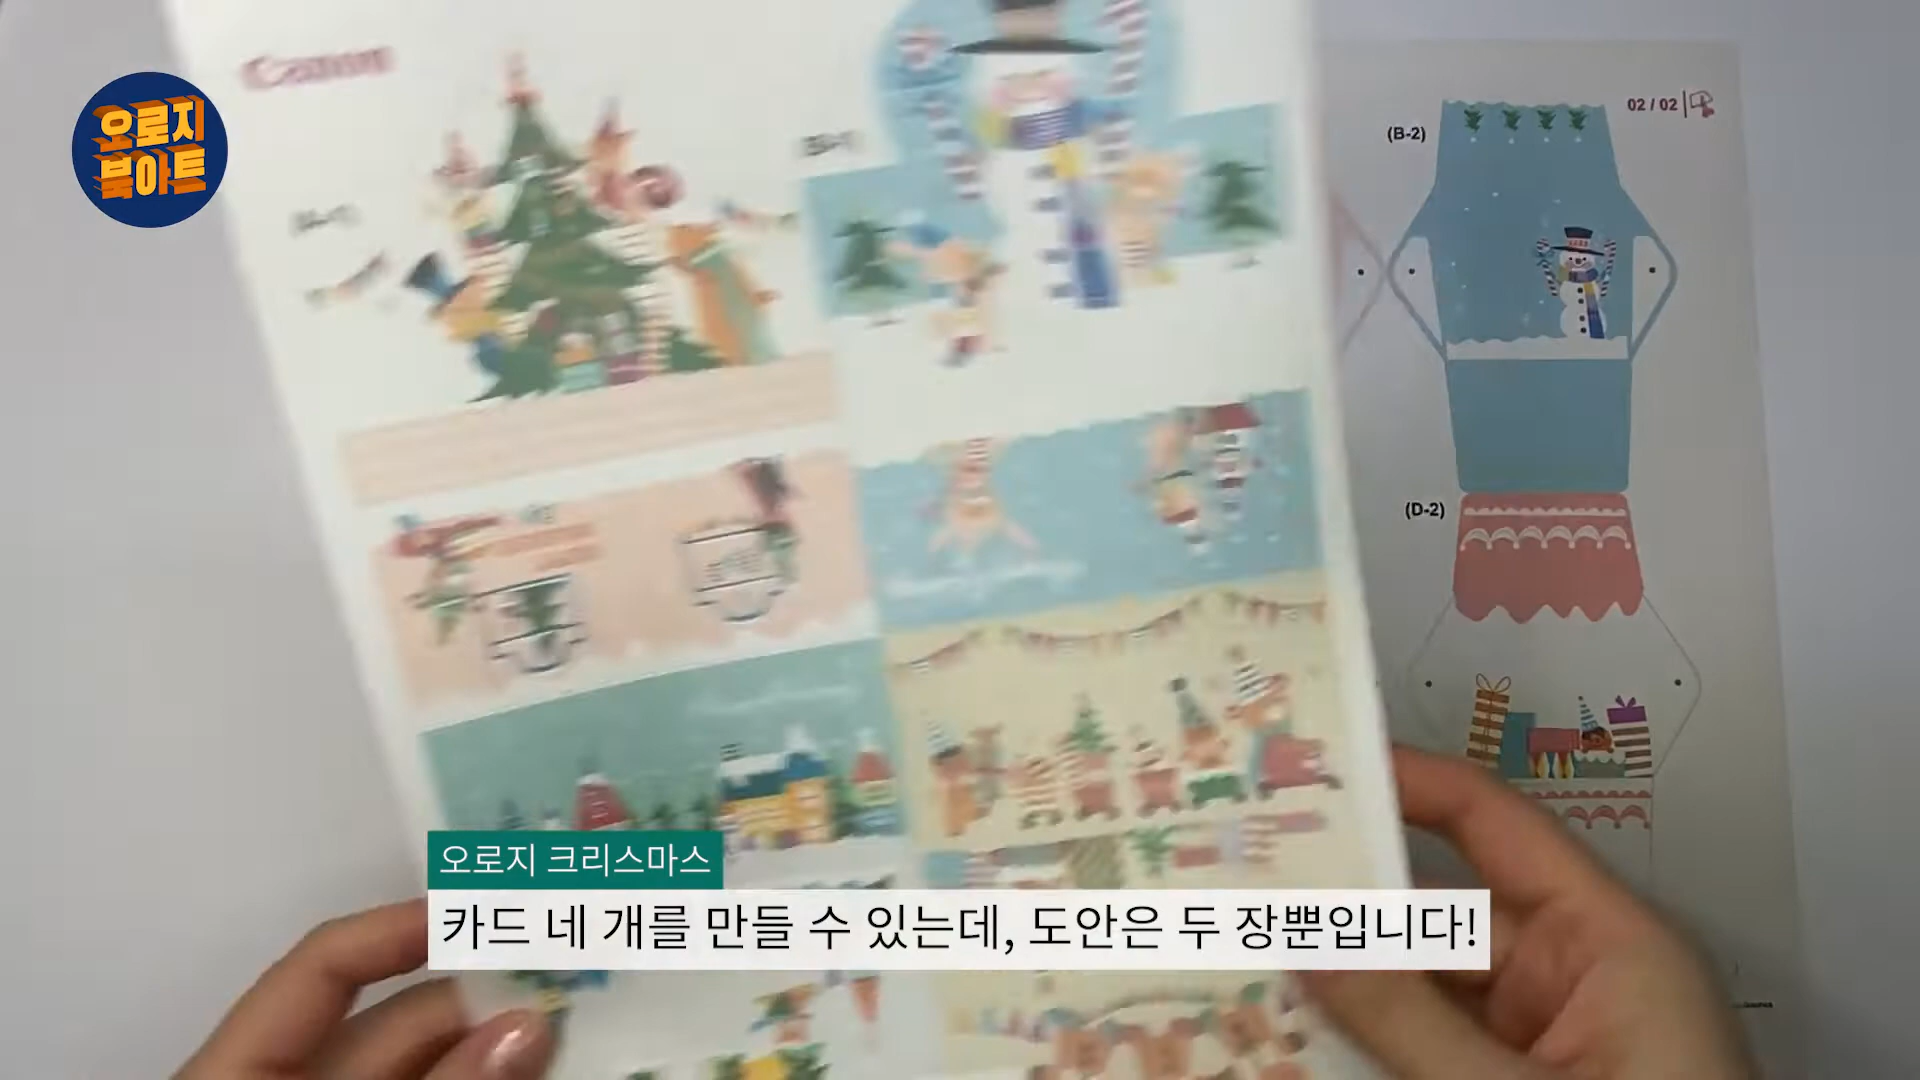 Canon
오로지
북아트
02 / 02
(B-2)
(D-2)
오로지 크리스마스
카드 네 개를 만들 수 있는데, 도안은 두 장뿐입니다!